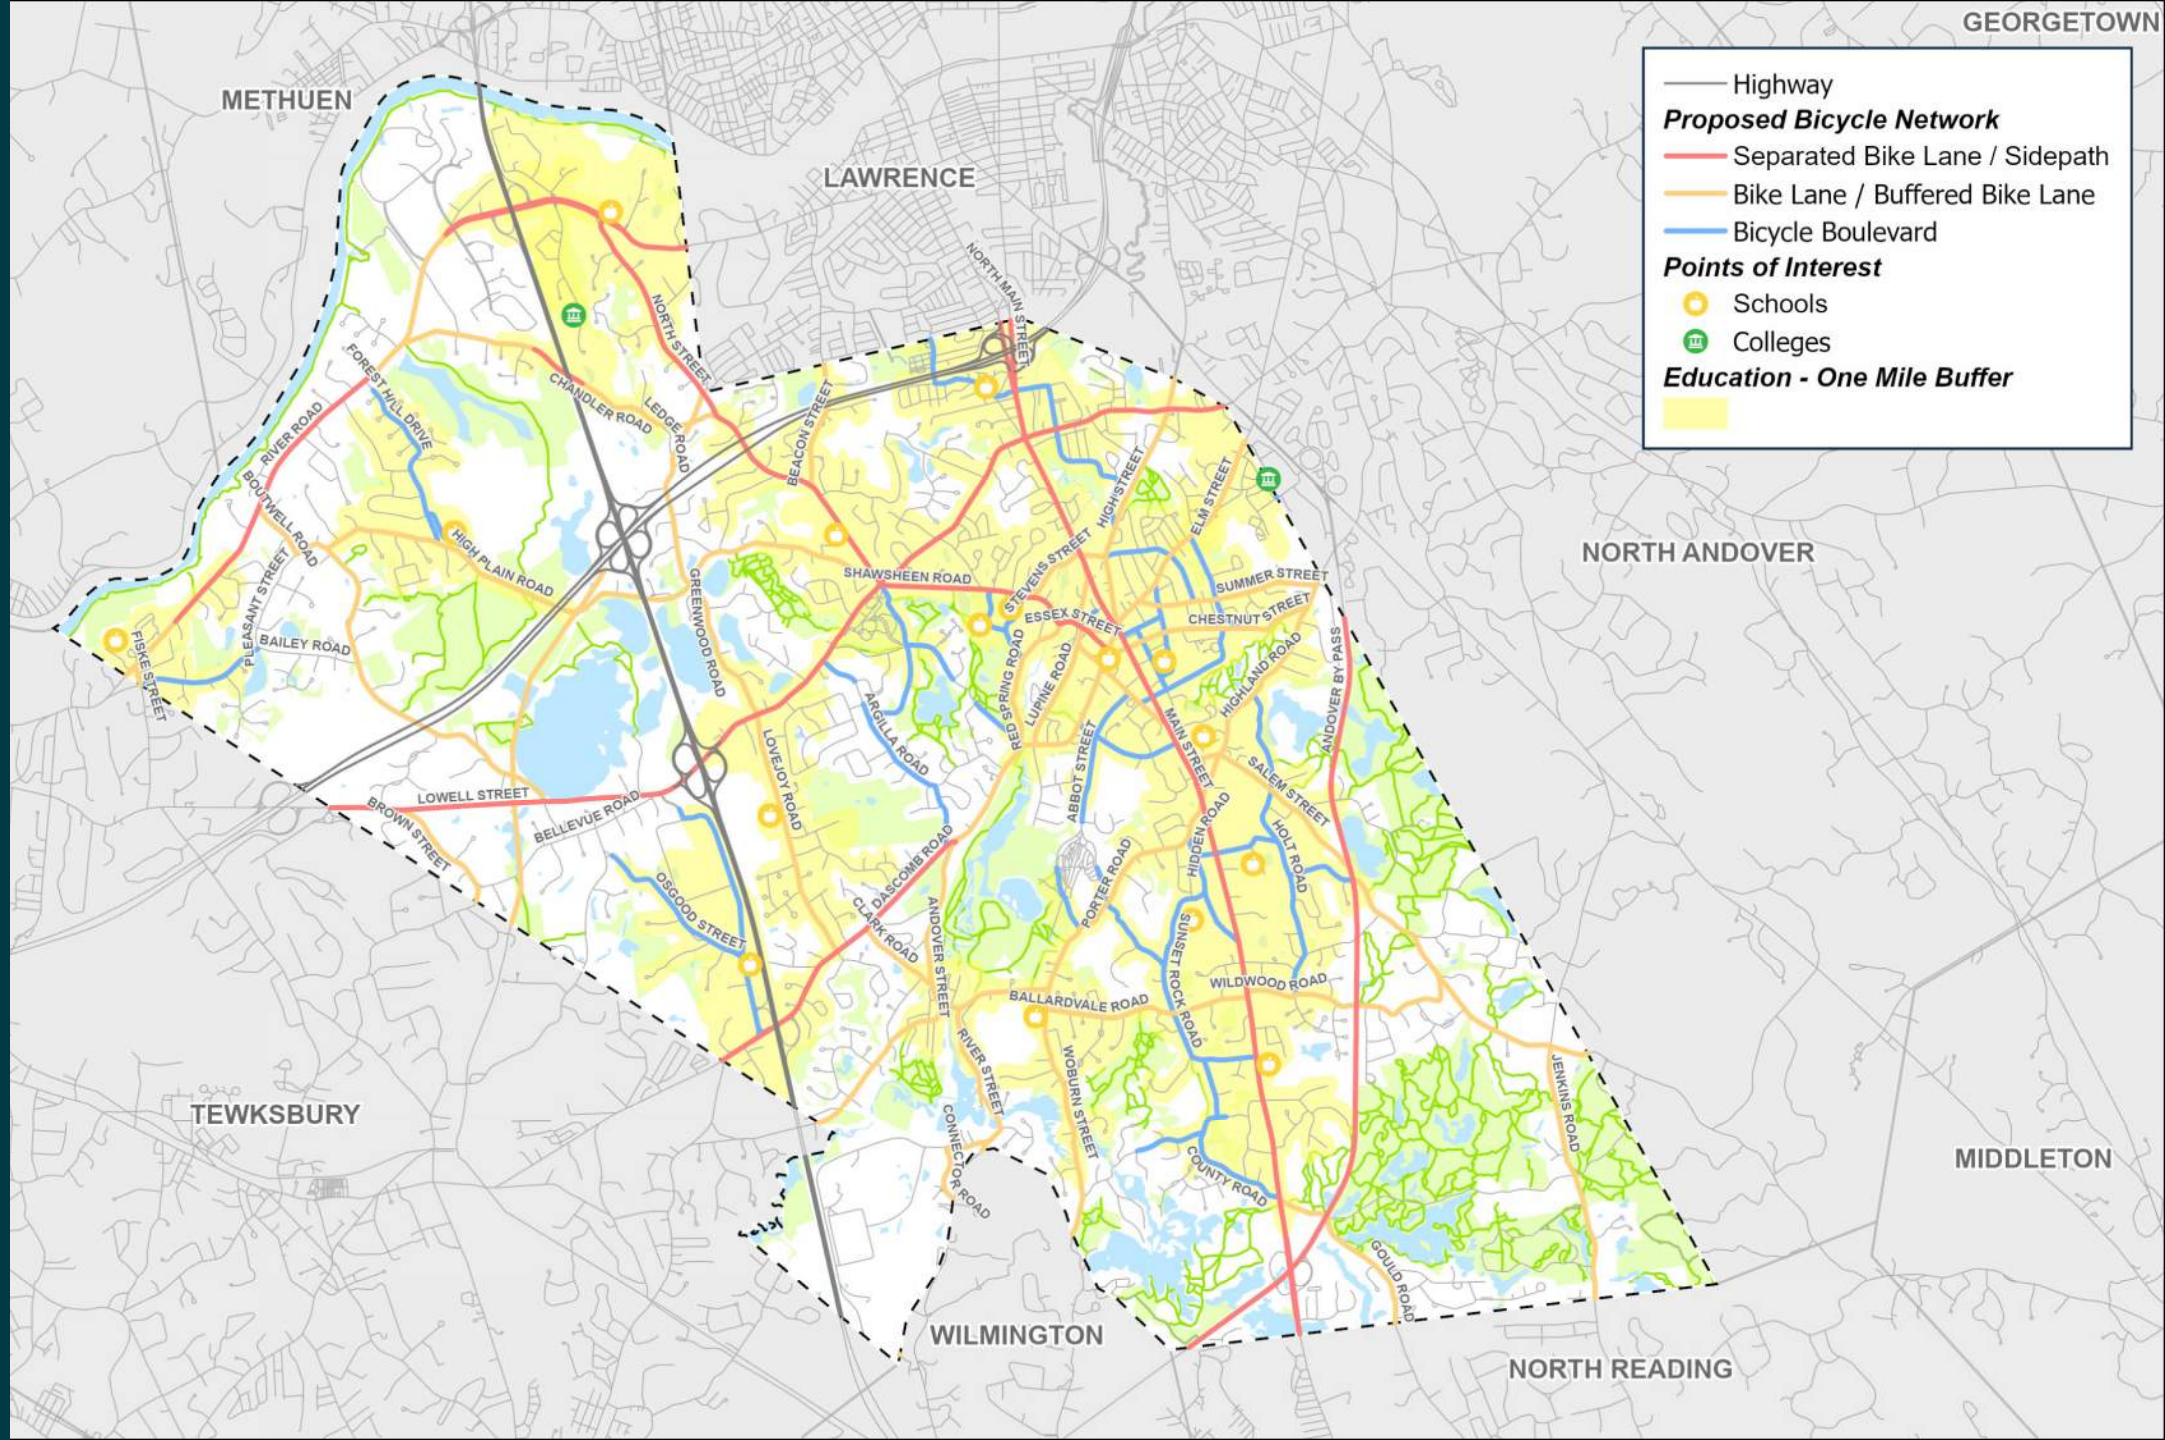 GEORGETOWN
METHUEN
LAWRENCE
NORTH ANDOVER
TEWKSBURY
MIDDLETON
WILMINGTON
NORTH READING
Highway
Proposed Bicycle Network
Separated Bike Lane / Sidepath
Bike Lane / Buffered Bike Lane
Bicycle Boulevard
Points of Interest
Schools
Colleges
Education - One Mile Buffer
NORTH MAIN STREET
NORTH STREET
FOREST HILL DRIVE
CHANDLER ROAD
LEDGE ROAD
BEACON STREET
RIVER ROAD
BOUTWELL ROAD
HIGH STREET
ELM STREET
HIGH PLAIN ROAD
PLEASANT STREET
BAILEY ROAD
FISKE STREET
GREENWOOD ROAD
SHAWSHEEN ROAD
STEVENS STREET
ESSEX STREET
SUMMER STREET
CHESTNUT STREET
HIGHLAND ROAD
ANDOVER BY PASS
RED SPRING ROAD
LUPINE ROAD
ARGILLA ROAD
LOVEJOY ROAD
ABBOT STREET
MAIN STREET
SALEM STREET
LOWELL STREET
BROWN STREET
BELLEVUE ROAD
HIDDEN ROAD
HOLT ROAD
PORTER ROAD
DASCOMB ROAD
CLARK ROAD
OSGOOD STREET
ANDOVER STREET
SUNSET ROCK ROAD
WILDWOOD ROAD
BALLARDVALE ROAD
RIVER STREET
WOBURN STREET
CONNECTOR ROAD
JENKINS ROAD
COUNTY ROAD
GOULD ROAD